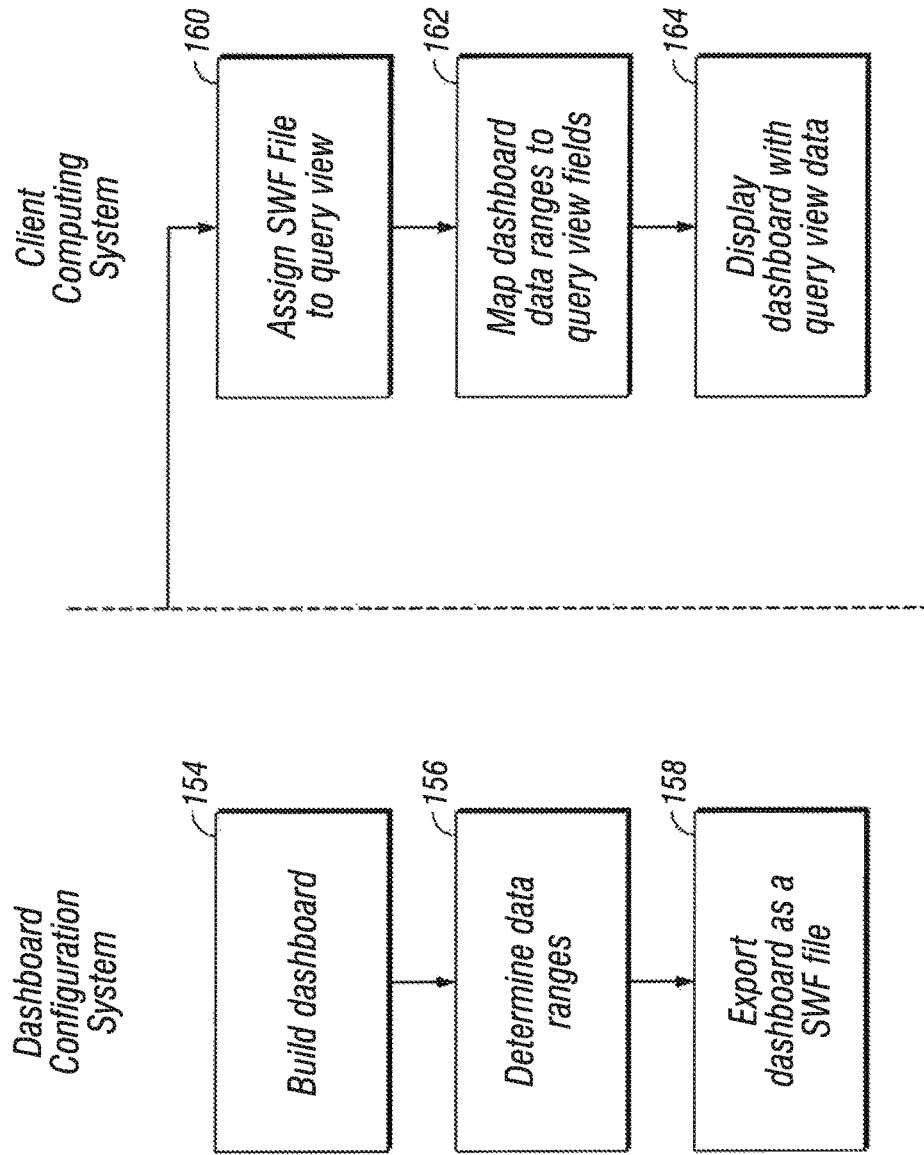 Dashboard
Configuration
System
154
Build dashboard
156
Determine data
ranges
158
Export
dashboard as a
SWF file
Client
Computing
System
160
Assign SWF File
to query view
162
Map dashboard
data ranges to
query view fields
164
Display
dashboard with
query view data